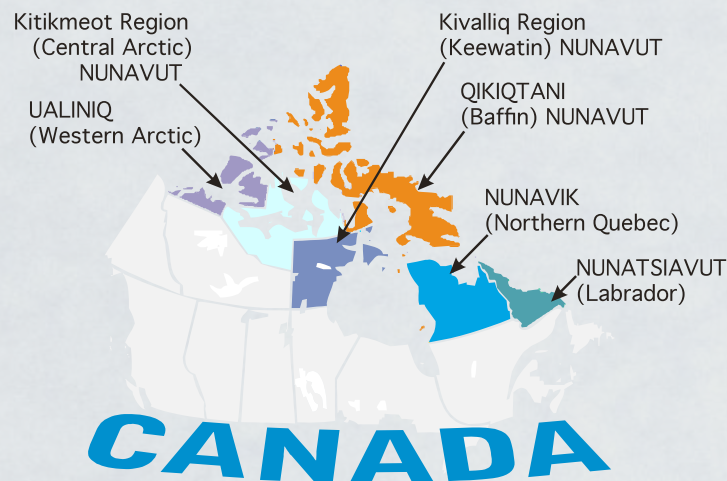 Kitikmeot Region
(Central Arctic)
NUNAVUT
UALINIQ
(Western Arctic)
Kivalliq Region
(Keewatin) NUNAVUT
QIKIQTANI
(Baffin) NUNAVUT
NUNAVIK
(Northern Quebec)
NUNATSIAVUT
(Labrador)
CANADA